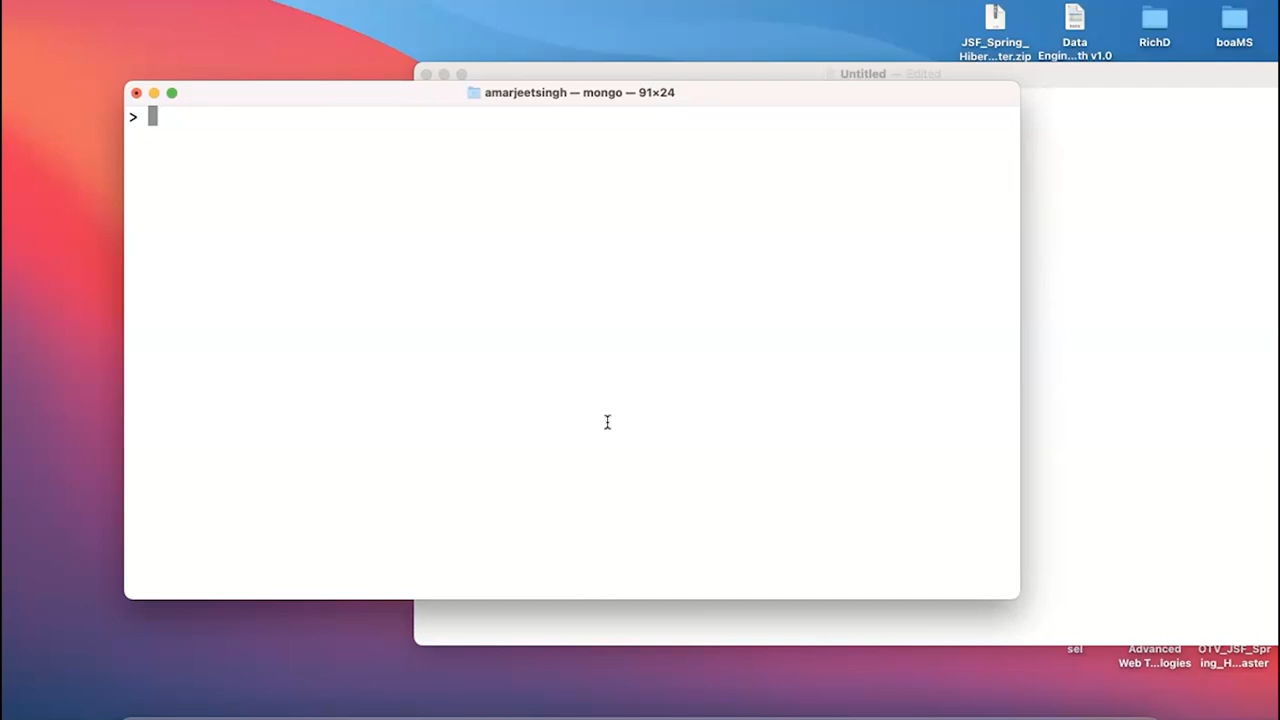 JSF_Spring_
Hiber...ter.zip
Data
Engin...th v1.0
RichD
boaMS
Untitled — Edited
amarjeetsingh — mongo — 91×24
>
sel
Advanced
Web T...logies
OTV_JSF_Spr
ing_H...aster